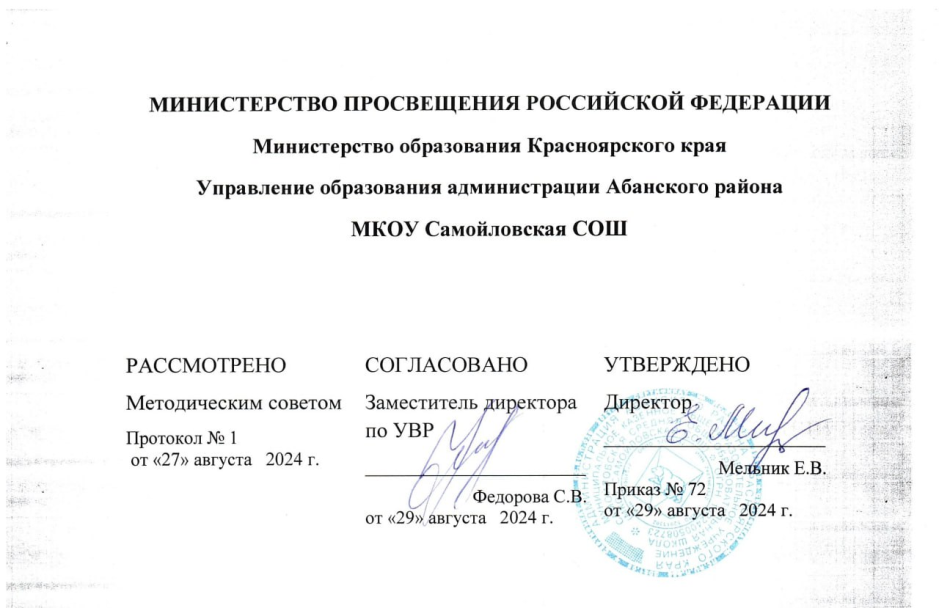 МИНИСТЕРСТВО ПРОСВЕЩЕНИЯ РОССИЙСКОЙ ФЕДЕРАЦИИ
Министерство образования Красноярского края
Управление образования администрации Абанского района
МКОУ Самойловская СОШ
РАССМОТРЕНО
Методическим советом
Протокол № 1
от «27» августа 2024 г.
СОГЛАСОВАНО
Заместитель директора
по УВР
Федорова С.В.
от «29» августа 2024 г.
УТВЕРЖДЕНО
Директор
Мельник Е.В.
Приказ № 72
от «29» августа 2024 г.